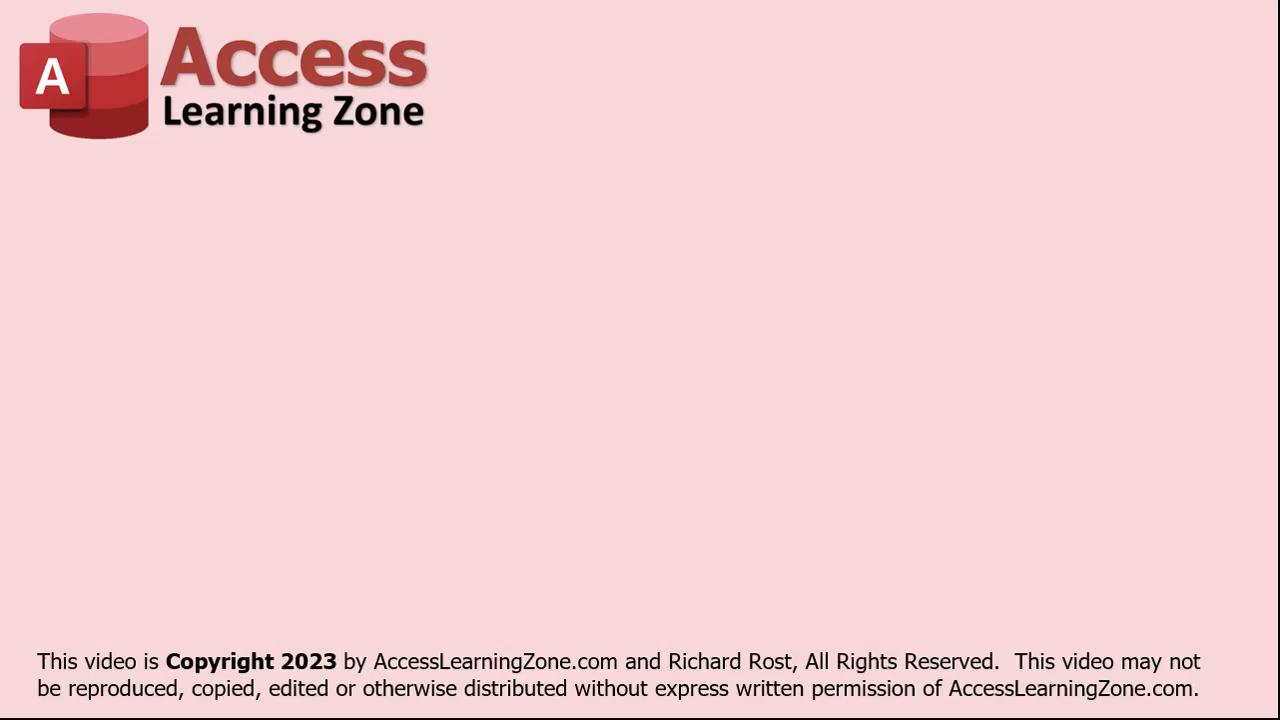 A
Access
Learning Zone
This video is Copyright 2023 by AccessLearningZone.com and Richard Rost, All Rights Reserved.  This video may not
be reproduced, copied, edited or otherwise distributed without express written permission of AccessLearningZone.com.